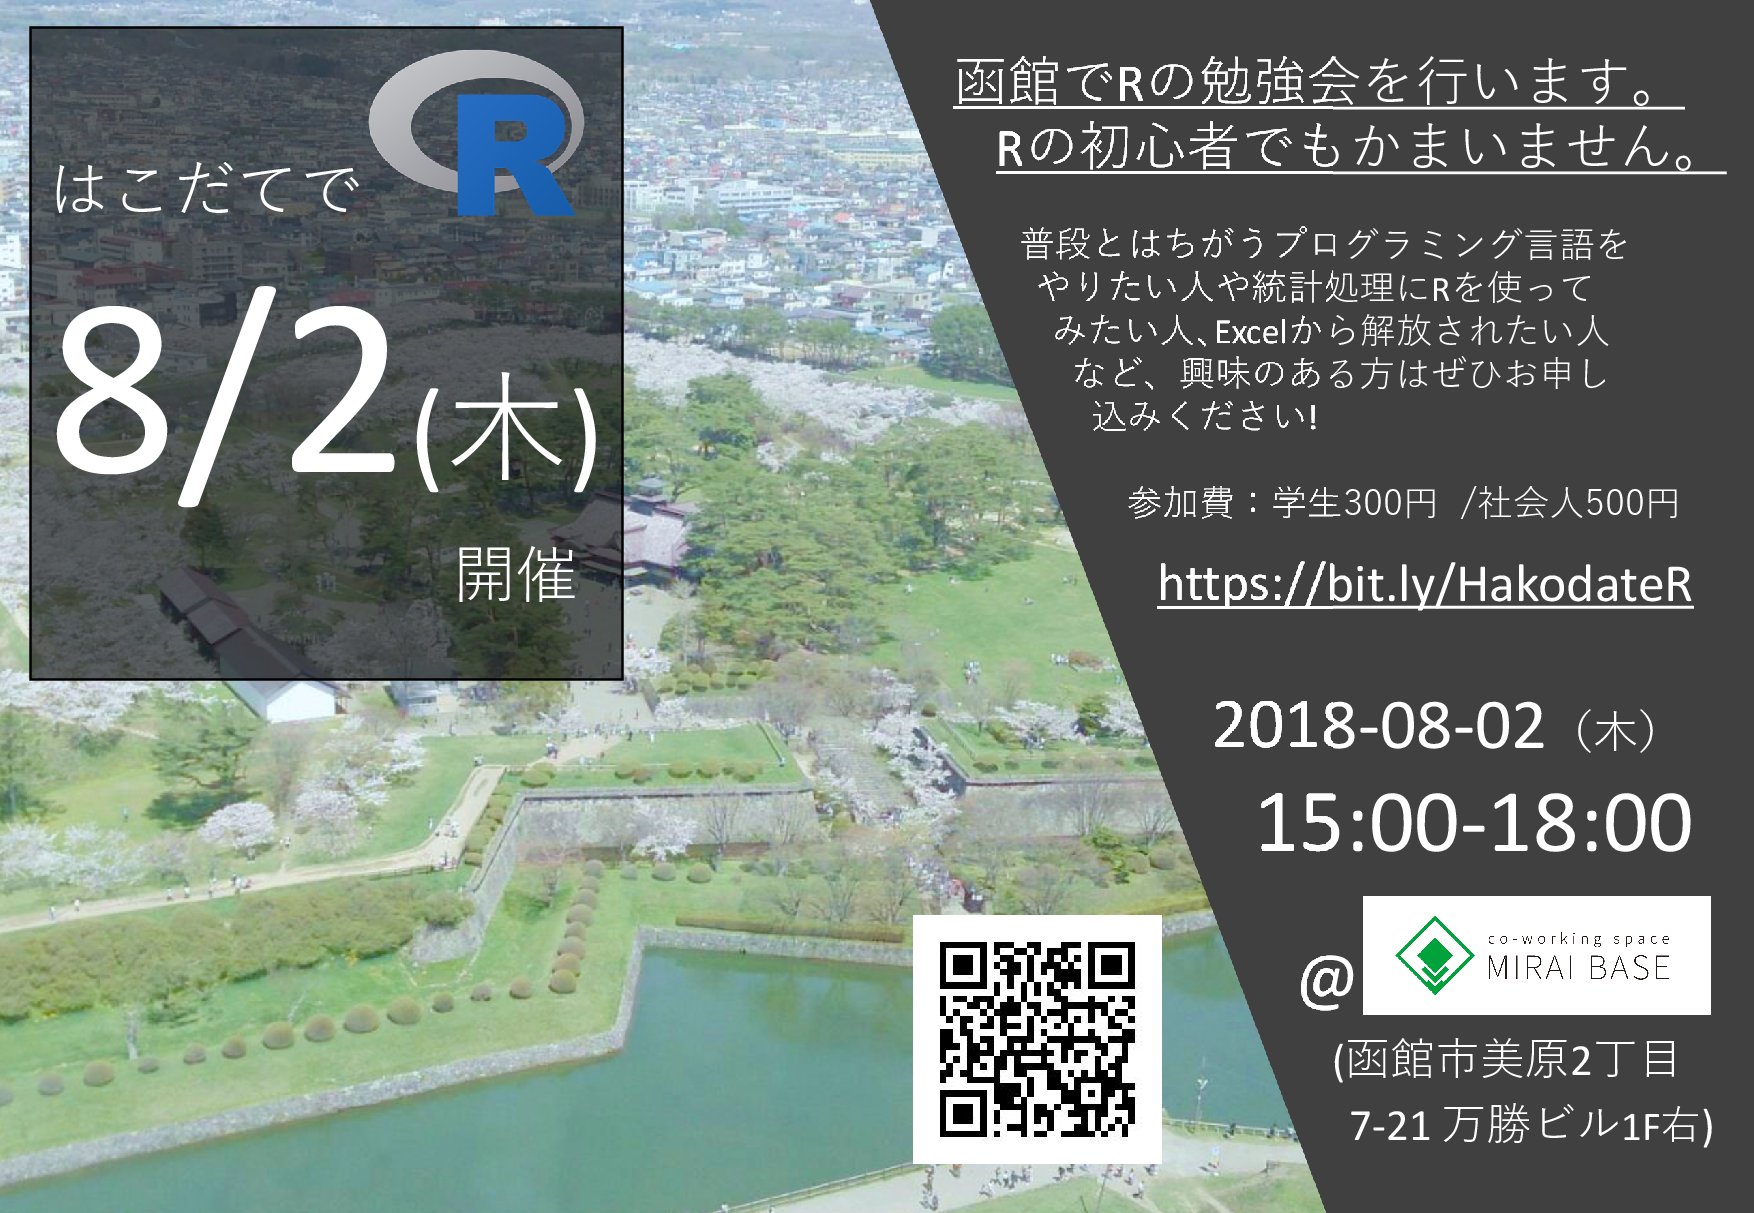 はこだてで R
8/2(木)
開催
函館でRの勉強会を行います。
Rの初心者でもかまいません。
普段とはちがうプログラミング言語を
やりたい人や統計処理にRを使って
みたい人、Excelから解放されたい人
など、興味のある方はぜひお申し
込みください!
参加費：学生300円 /社会人500円
https://bit.ly/HakodateR
2018-08-02（木）
15:00-18:00
@
co-working space
MIRAI BASE
(函館市美原2丁目
7-21 万勝ビル1F右)